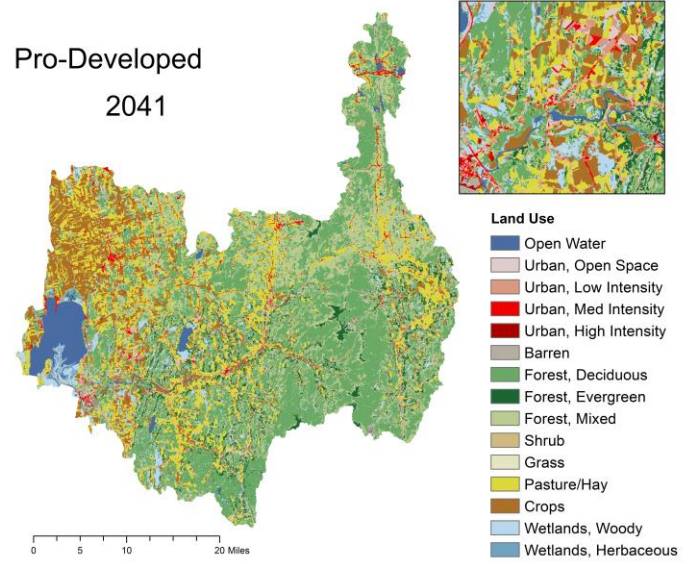 Pro-Developed
2041
Land Use
Open Water
Urban, Open Space
Urban, Low Intensity
Urban, Med Intensity
Urban, High Intensity
Barren
Forest, Deciduous
Forest, Evergreen
Forest, Mixed
Shrub
Grass
Pasture/Hay
Crops
Wetlands, Woody
Wetlands, Herbaceous
0 5 10 20 Miles